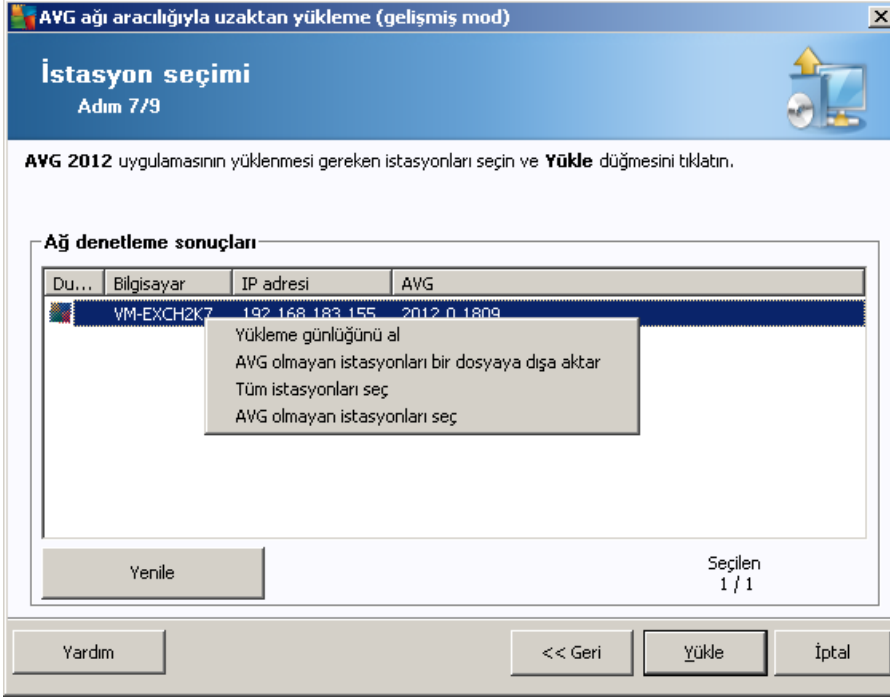 AVG ağı aracılığıyla uzaktan yükleme (gelişmiş mod)
İstasyon seçimi
Adım 7/9
AVG 2012 uygulamasının yüklenmesi gereken istasyonları seçin ve Yükle düğmesini tıklatın.
Ağ denetleme sonuçları
Du... Bilgisayar IP adresi AVG
VM-EXCH2K7 192.168.183.155 2012.0.1809
Yükleme günlüğünü al
AVG olmayan istasyonları bir dosyaya dışa aktar
Tüm istasyonları seç
AVG olmayan istasyonları seç
Yenile
Seçilen
1 / 1
Yardım << Geri Yükle İptal